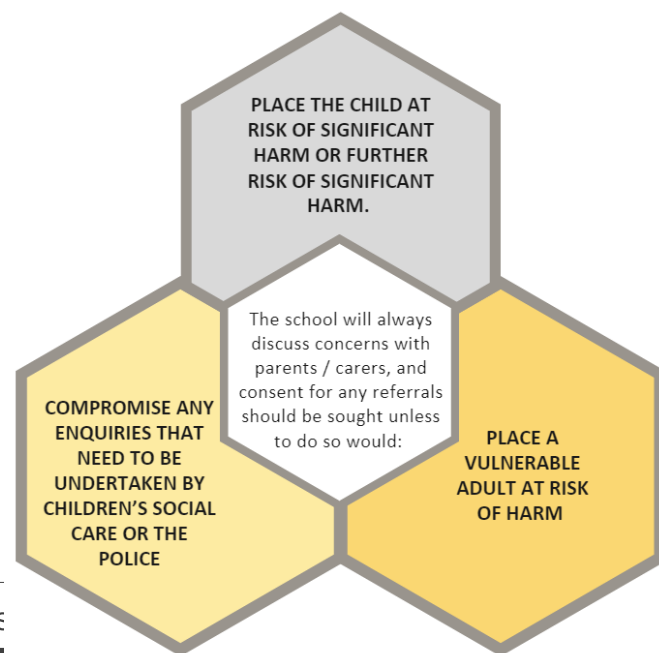 PLACE THE CHILD AT
RISK OF SIGNIFICANT
HARM OR FURTHER
RISK OF SIGNIFICANT
HARM.
The school will always
discuss concerns with
parents / carers, and
consent for any referrals
should be sought unless
to do so would:
COMPROMISE ANY
ENQUIRIES THAT
NEED TO BE
UNDERTAKEN BY
CHILDREN’S SOCIAL
CARE OR THE
POLICE
PLACE A
VULNERABLE
ADULT AT RISK
OF HARM